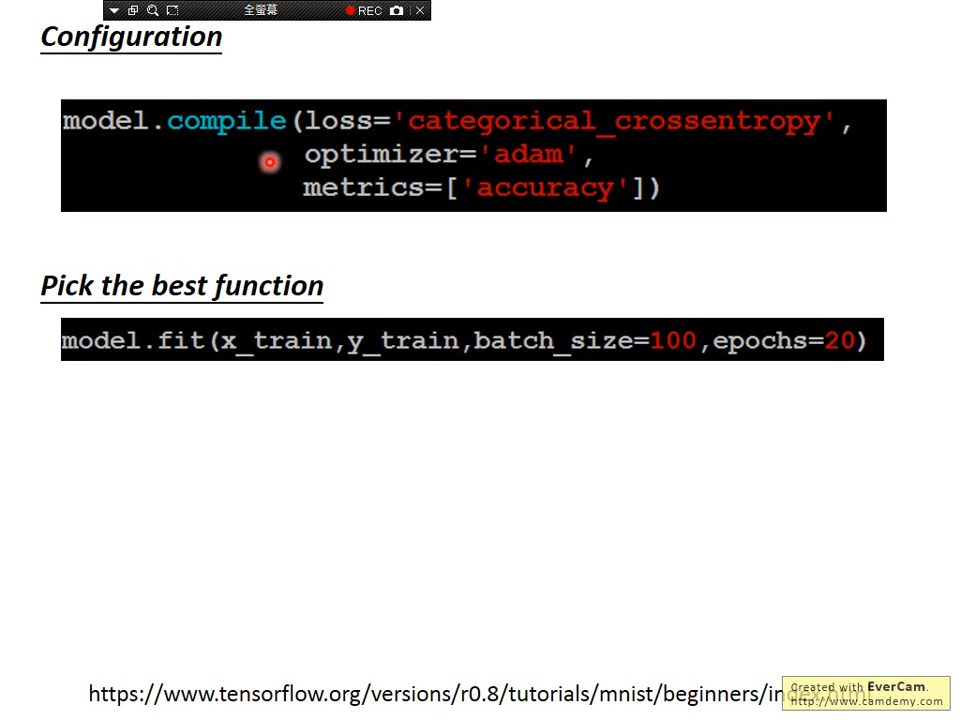 全螢幕 REC
Configuration
model.compile(loss='categorical_crossentropy',
optimizer='adam',
metrics=['accuracy'])
Pick the best function
model.fit(x_train,y_train,batch_size=100,epochs=20)
https://www.tensorflow.org/versions/r0.8/tutorials/mnist/beginners/index.html
Created with EverCam.
http://www.camdemy.com